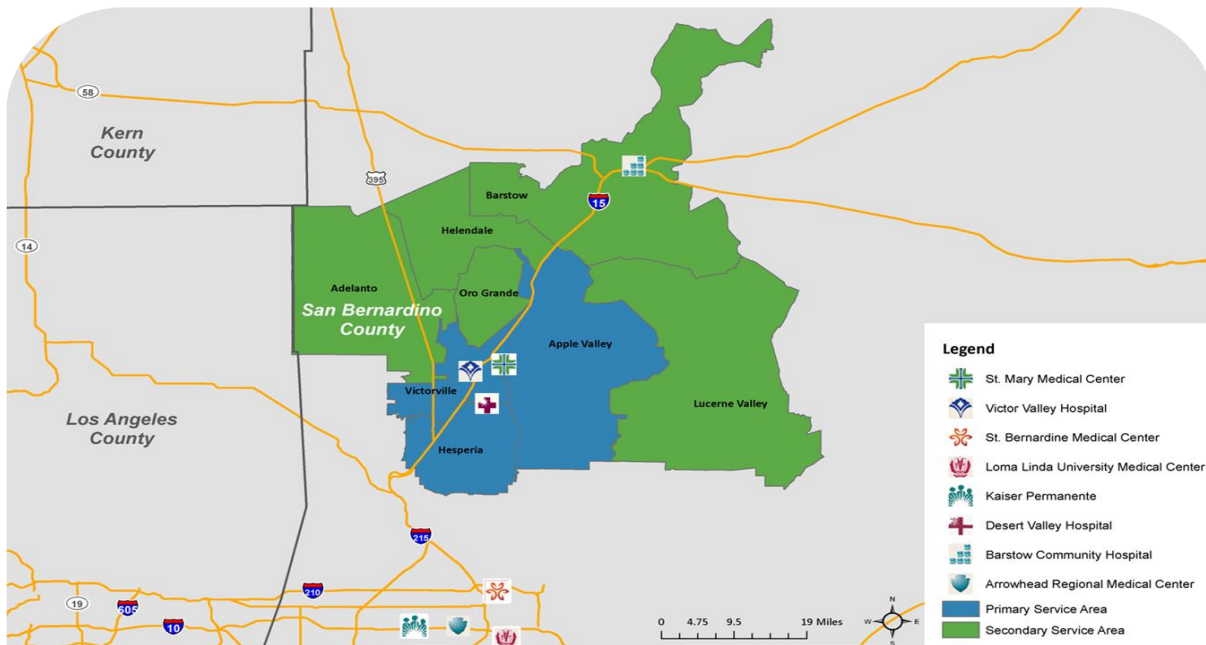 58
Kern
County
395
Barstow
15
14
Helendale
Adelanto
Oro Grande
San Bernardino
County
Apple Valley
Victorville
Lucerne Valley
Los Angeles
County
Hesperia
215
210
19
605
10
Legend
St. Mary Medical Center
Victor Valley Hospital
St. Bernardine Medical Center
Loma Linda University Medical Center
Kaiser Permanente
Desert Valley Hospital
Barstow Community Hospital
Arrowhead Regional Medical Center
Primary Service Area
Secondary Service Area
0 4.75 9.5 19 Miles
N
W E
S